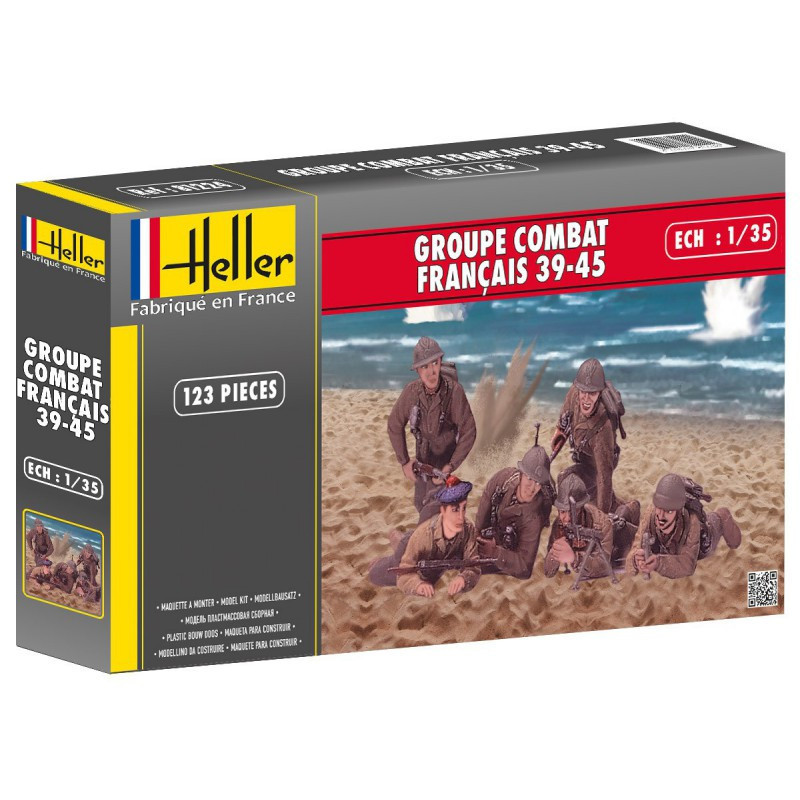 GROUPE COMBAT FRANÇAIS 39-45
ECH : 1/35
Réf : 81224
Heller
Fabriqué en France
GROUPE
COMBAT
FRANÇAIS
39-45
ECH : 1/35
Heller
Fabriqué en France
123 PIECES
• MAQUETTE A MONTER • MODEL KIT • MODELLBAUSATZ •
• МОДЕЛЬ ПЛАСТМАССОВАЯ СБОРНАЯ •
• PLASTIC BOUW DOOS • MAQUETA PARA CONSTRUIR •
• MODELLINO DA COSTRUIRE • MAQUETE PARA CONSTRUIR •
GROUPE COMBAT
FRANÇAIS 39-45
ECH : 1/35